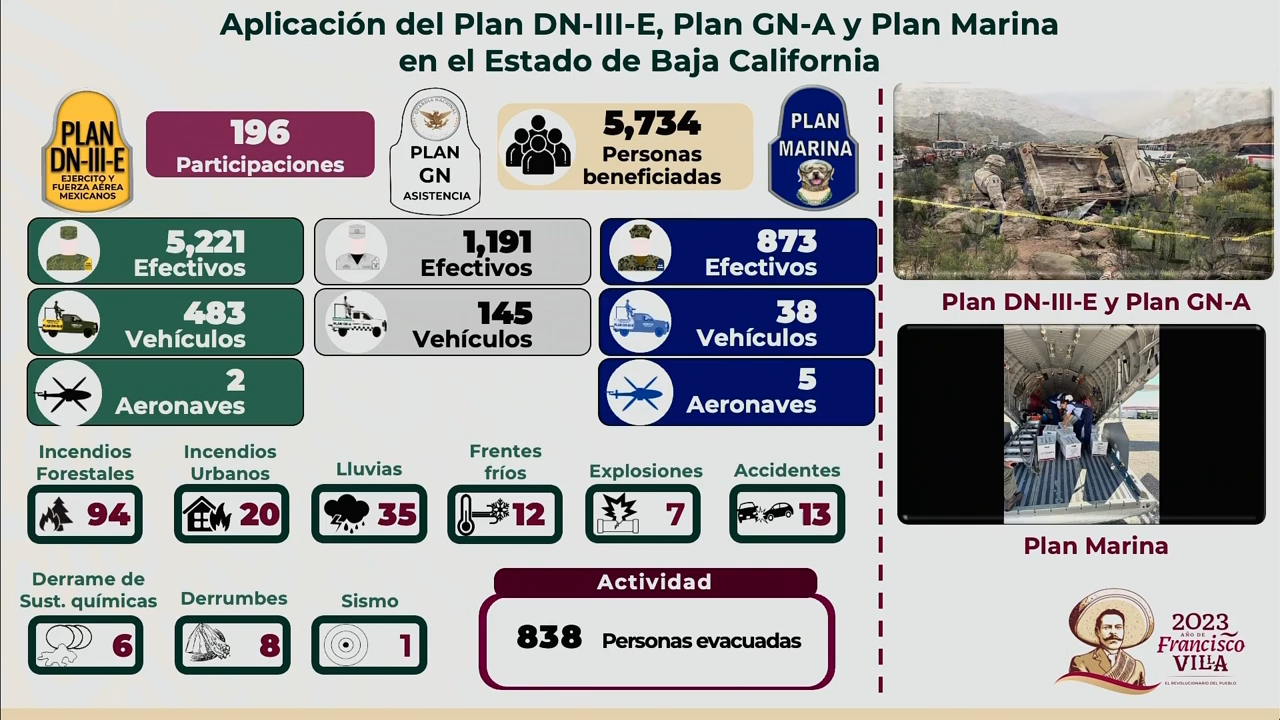 Aplicación del Plan DN-III-E, Plan GN-A y Plan Marina
en el Estado de Baja California
PLAN
DN-III-E
EJERCITO Y
FUERZA AÉREA
MEXICANOS
196
Participaciones
GUARDIA NACIONAL
PLAN
GN
ASISTENCIA
5,734
Personas
beneficiadas
PLAN
MARINA
5,221
Efectivos
1,191
Efectivos
873
Efectivos
483
Vehículos
145
Vehículos
38
Vehículos
2
Aeronaves
5
Aeronaves
Plan DN-III-E y Plan GN-A
Incendios
Forestales
94
Incendios
Urbanos
20
Lluvias
35
Frentes
fríos
12
Explosiones
7
Accidentes
13
Plan Marina
Derrame de
Sust. químicas
6
Derrumbes
8
Sismo
1
Actividad
838 Personas evacuadas
2023
AÑO DE
Francisco
VILLA
EL REVOLUCIONARIO DEL PUEBLO